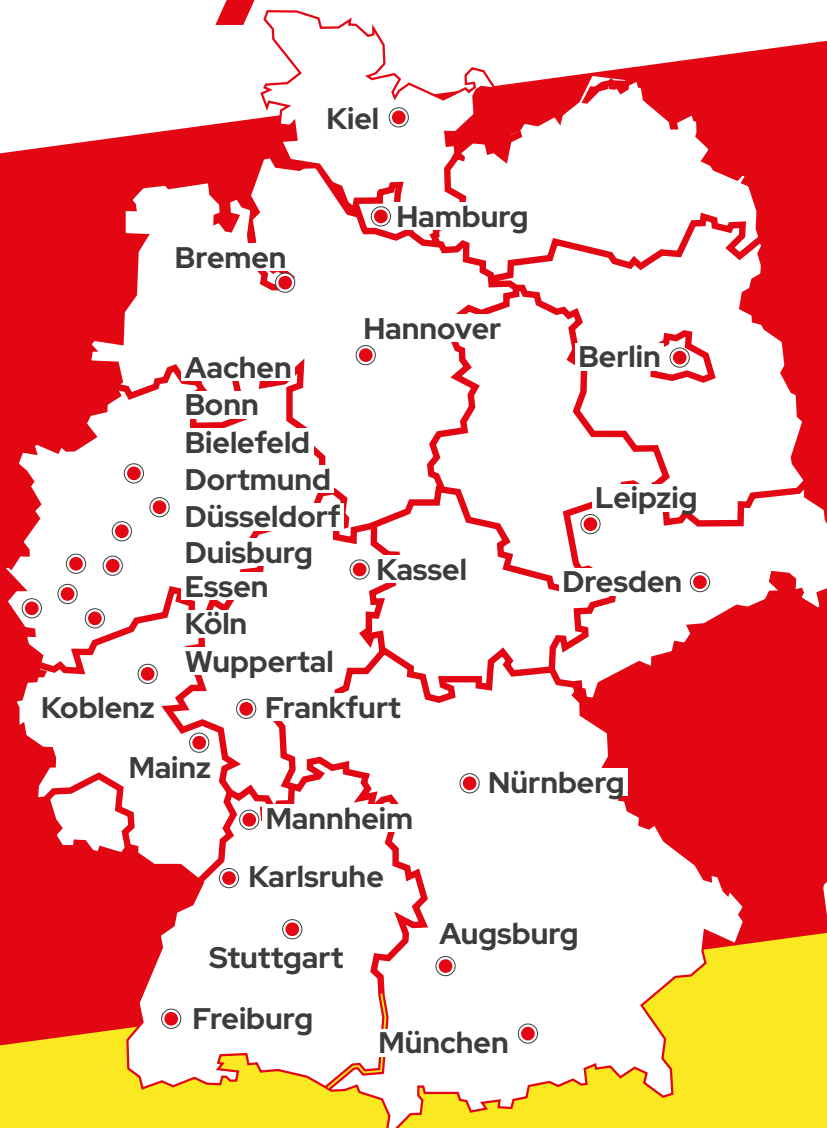 Kiel
Hamburg
Bremen
Hannover
Berlin
Aachen
Bonn
Bielefeld
Dortmund
Leipzig
Düsseldorf
Duisburg
Kassel
Dresden
Essen
Köln
Wuppertal
Koblenz
Frankfurt
Mainz
Nürnberg
Mannheim
Karlsruhe
Augsburg
Stuttgart
Freiburg
München